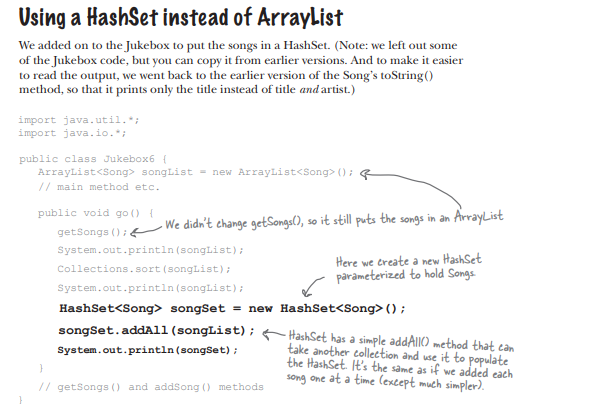 Using a HashSet instead of ArrayList
We added on to the Jukebox to put the songs in a HashSet. (Note: we left out some
of the Jukebox code, but you can copy it from earlier versions. And to make it easier
to read the output, we went back to the earlier version of the Song's toString()
method, so that it prints only the title instead of title and artist.)
import java.util.*;
import java.io.*;
public class Jukebox6 {
ArrayList<Song> songList = new ArrayList<Song>();
// main method etc.
public void go() {
We didn't change getSongs(), so it still puts the songs in an ArrayList
getSongs();
System.out.println(songList);
Collections.sort(songList);
System.out.println(songList);
Here we create a new HashSet
parameterized to hold Songs
HashSet<Song> songSet = new HashSet<Song>();
songSet.addAll(songList);
System.out.println(songSet);
HashSet has a simple addAll() method that can
take another collection and use it to populate
the HashSet. It's the same as if we added each
song one at a time (except much simpler).
}
// getSongs() and addSong() methods
}